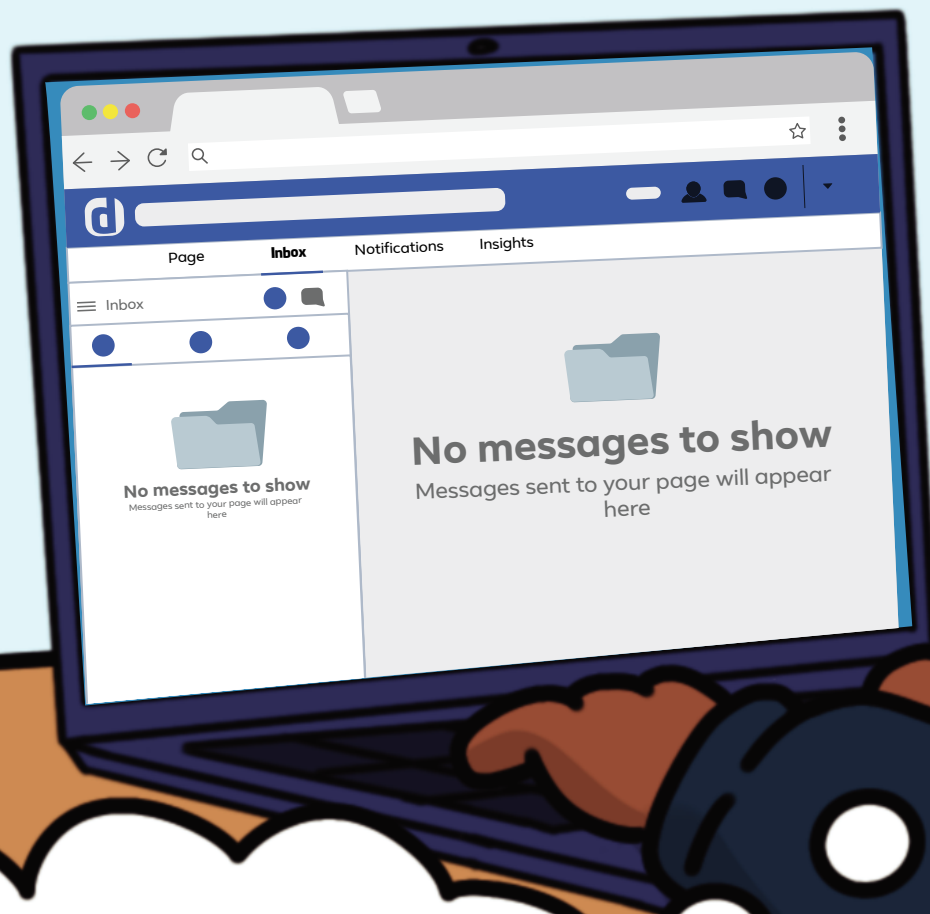 d
Page Inbox Notifications Insights
Inbox
No messages to show
Messages sent to your page will appear
here
No messages to show
Messages sent to your page will appear
here